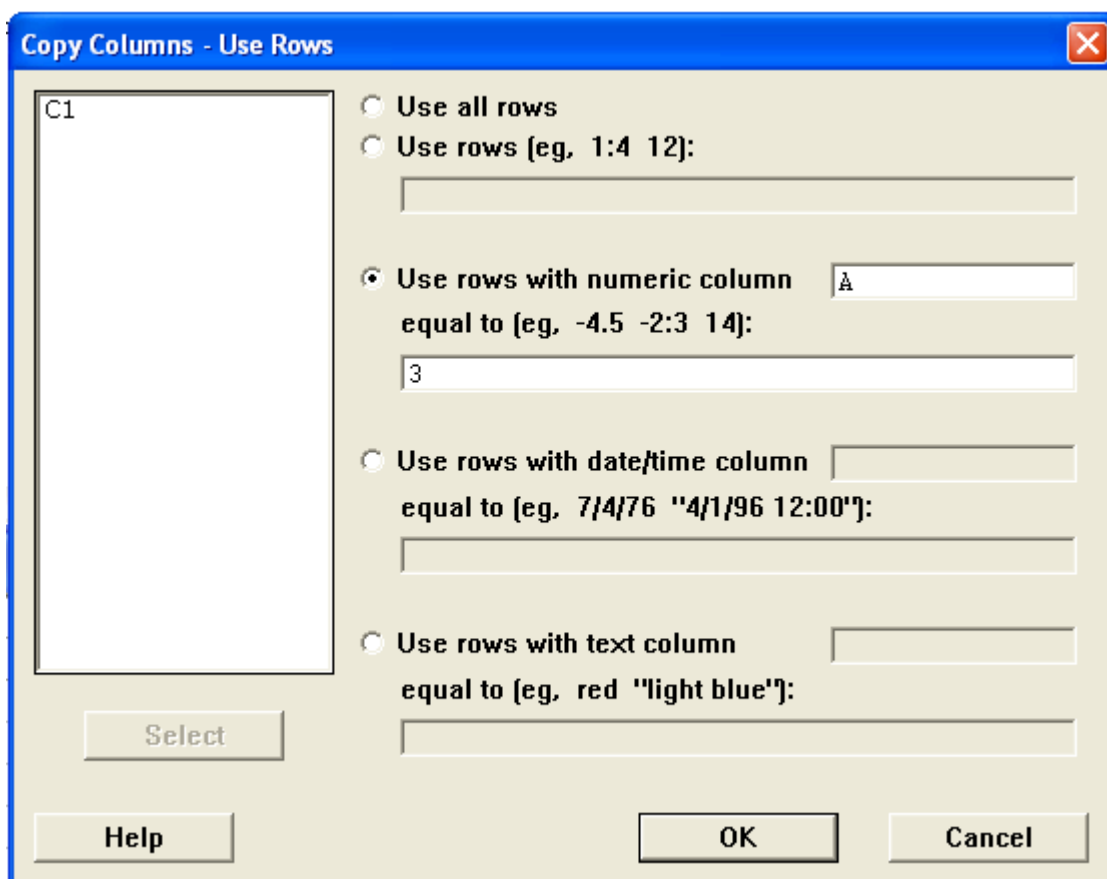 Copy Columns - Use Rows
C1
Use all rows
Use rows (eg, 1:4 12):
Use rows with numeric column
A
equal to (eg, -4.5 -2:3 14):
3
Use rows with date/time column
equal to (eg, 7/4/76 "4/1/96 12:00"):
Use rows with text column
equal to (eg, red "light blue"):
Select
Help
OK
Cancel